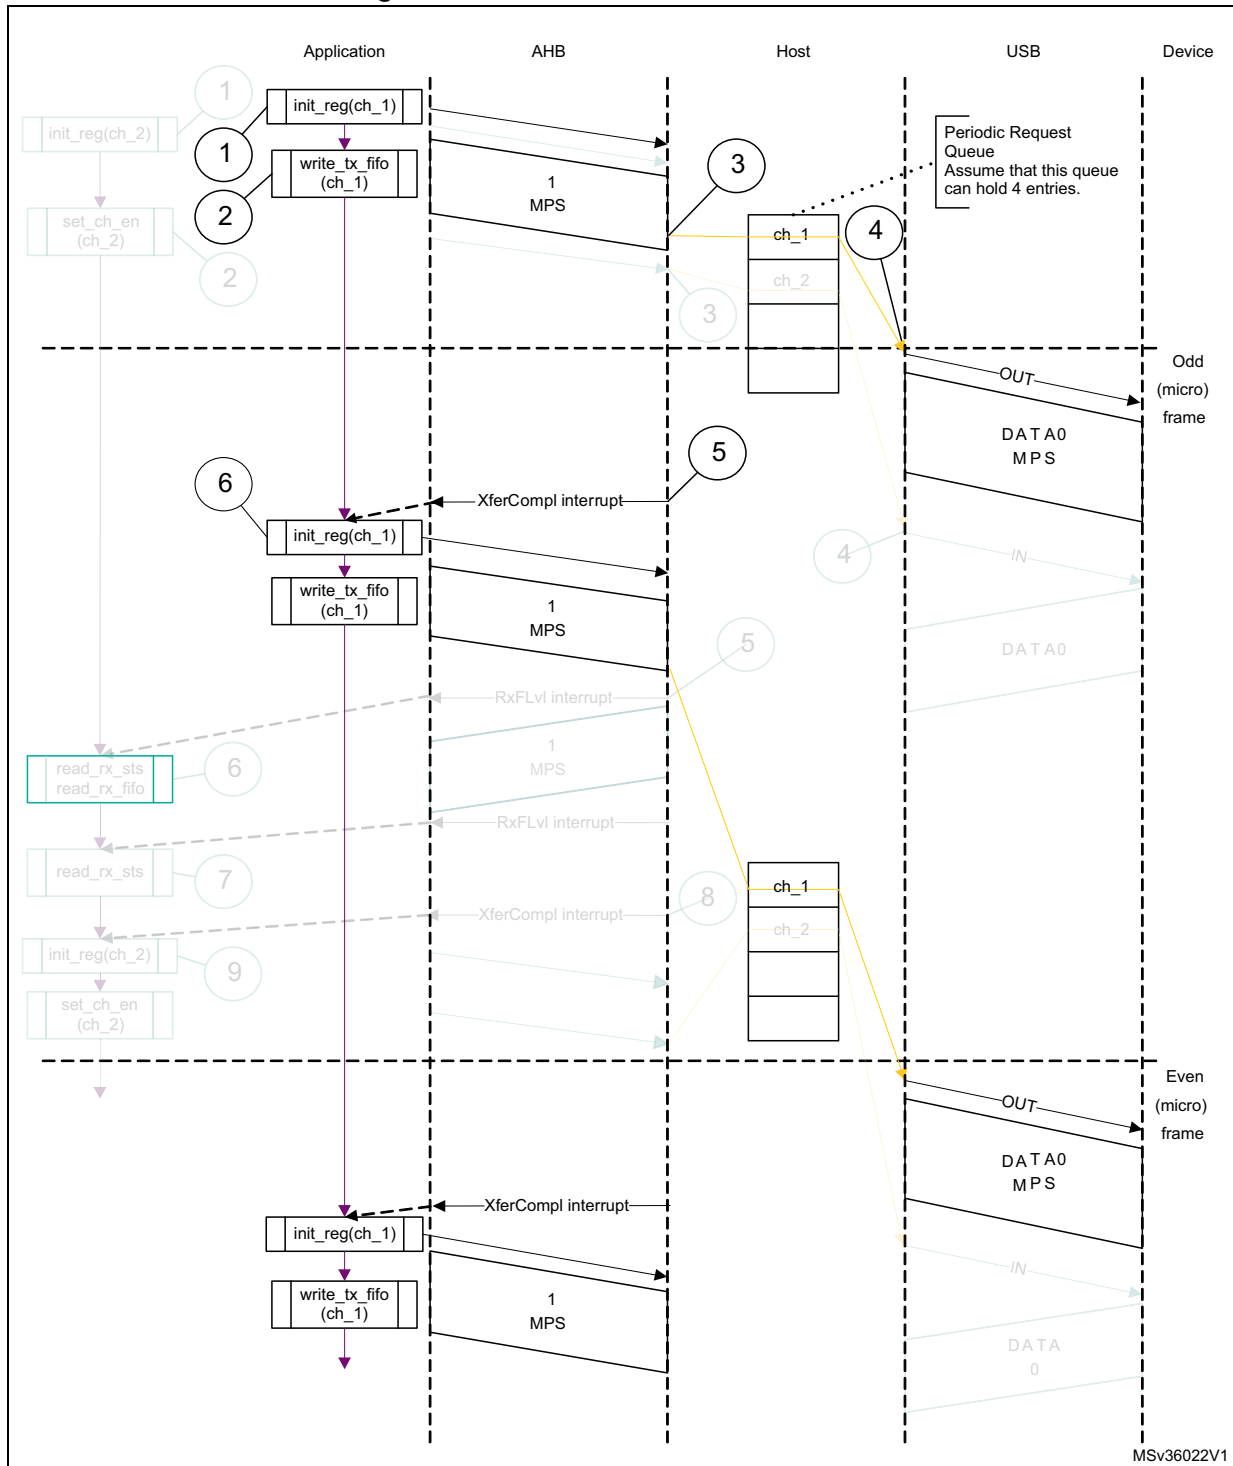 Application
AHB
Host
USB
Device
1
init_reg(ch_1)
init_reg(ch_2)
1
write_tx_fifo
(ch_1)
1
MPS
3
Periodic Request
Queue
Assume that this queue
can hold 4 entries.
2
set_ch_en
(ch_2)
ch_1
4
2
ch_2
3
Odd
(micro)
frame
OUT
DATA0
MPS
5
6
XferCompl interrupt
init_reg(ch_1)
4
IN
write_tx_fifo
(ch_1)
1
MPS
5
DATA0
RxFLvl interrupt
read_rx_sts
read_rx_fifo
6
1
MPS
RxFLvl interrupt
read_rx_sts
7
ch_1
8
XferCompl interrupt
ch_2
init_reg(ch_2)
9
set_ch_en
(ch_2)
Even
(micro)
frame
OUT
DATA0
MPS
XferCompl interrupt
init_reg(ch_1)
IN
write_tx_fifo
(ch_1)
1
MPS
DATA
0
MSv36022V1